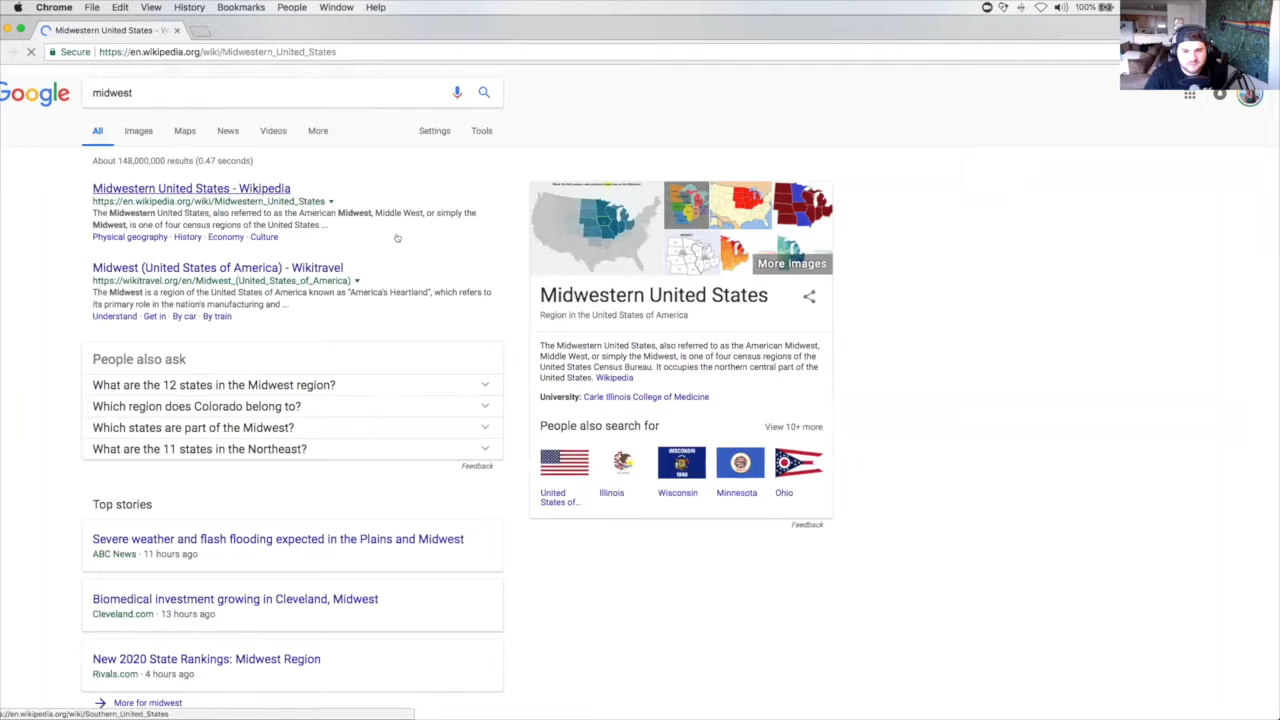 Chrome File Edit View History Bookmarks People Window Help 100%
Midwestern United States - W
Secure https://en.wikipedia.org/wiki/Midwestern_United_States
Google midwest
All Images Maps News Videos More Settings Tools
About 148,000,000 results (0.47 seconds)
Midwestern United States - Wikipedia
https://en.wikipedia.org/wiki/Midwestern_United_States
The Midwestern United States, also referred to as the American Midwest, Middle West, or simply the
Midwest, is one of four census regions of the United States ...
Physical geography · History · Economy · Culture
Midwest (United States of America) - Wikitravel
https://wikitravel.org/en/Midwest_(United_States_of_America)
The Midwest is a region of the United States of America known as "America's Heartland", which refers to
its primary role in the nation's manufacturing and ...
Understand · Get in · By car · By train
People also ask
What are the 12 states in the Midwest region?
Which region does Colorado belong to?
Which states are part of the Midwest?
What are the 11 states in the Northeast?
Feedback
Top stories
Severe weather and flash flooding expected in the Plains and Midwest
ABC News · 11 hours ago
Biomedical investment growing in Cleveland, Midwest
Cleveland.com · 13 hours ago
New 2020 State Rankings: Midwest Region
Rivals.com · 4 hours ago
More for midwest
More images
Midwestern United States
Region in the United States of America
The Midwestern United States, also referred to as the American Midwest,
Middle West, or simply the Midwest, is one of four census regions of the
United States Census Bureau. It occupies the northern central part of the
United States. Wikipedia
University: Carle Illinois College of Medicine
People also search for View 10+ more
WISCONSIN
1848
United
States of...
Illinois
Wisconsin
Minnesota
Ohio
Feedback
s://en.wikipedia.org/wiki/Southern_United_States